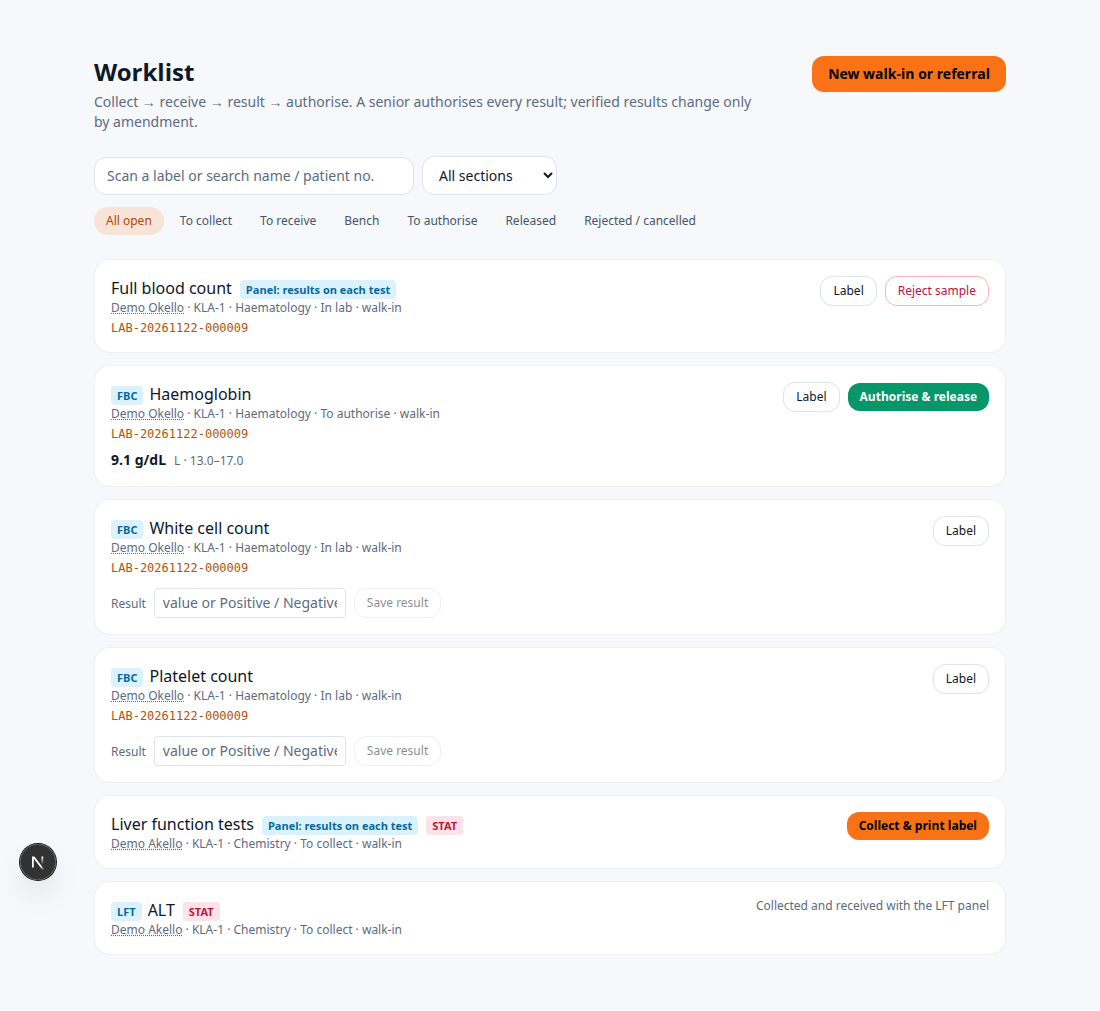 Worklist
New walk-in or referral
Collect → receive → result → authorise. A senior authorises every result; verified results change only
by amendment.
Scan a label or search name / patient no.
All sections
All open
To collect
To receive
Bench
To authorise
Released
Rejected / cancelled
Full blood count
Panel: results on each test
Label
Reject sample
Demo Okello · KLA-1 · Haematology · In lab · walk-in
LAB-20261122-000009
FBC
Haemoglobin
Label
Authorise & release
Demo Okello · KLA-1 · Haematology · To authorise · walk-in
LAB-20261122-000009
9.1 g/dL L · 13.0–17.0
FBC
White cell count
Label
Demo Okello · KLA-1 · Haematology · In lab · walk-in
LAB-20261122-000009
Result
value or Positive / Negative
Save result
FBC
Platelet count
Label
Demo Okello · KLA-1 · Haematology · In lab · walk-in
LAB-20261122-000009
Result
value or Positive / Negative
Save result
Liver function tests
Panel: results on each test
STAT
Collect & print label
Demo Akello · KLA-1 · Chemistry · To collect · walk-in
N
LFT
ALT
STAT
Collected and received with the LFT panel
Demo Akello · KLA-1 · Chemistry · To collect · walk-in